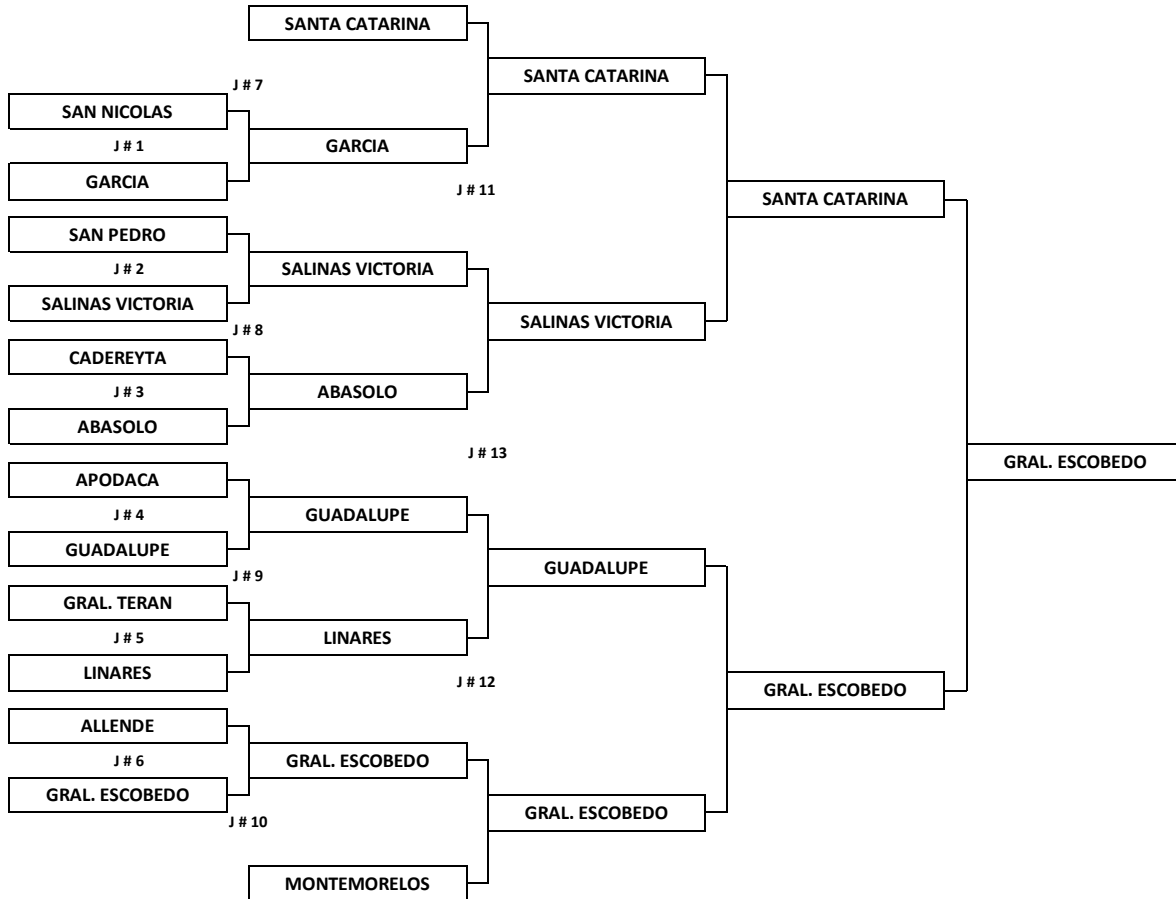 SANTA CATARINA
SANTA CATARINA
J # 7
SAN NICOLAS
J # 1
GARCIA
GARCIA
J # 11
SANTA CATARINA
SAN PEDRO
J # 2
SALINAS VICTORIA
SALINAS VICTORIA
J # 8
SALINAS VICTORIA
CADEREYTA
J # 3
ABASOLO
ABASOLO
J # 13
GRAL. ESCOBEDO
APODACA
J # 4
GUADALUPE
GUADALUPE
J # 9
GUADALUPE
GRAL. TERAN
J # 5
LINARES
LINARES
J # 12
GRAL. ESCOBEDO
ALLENDE
J # 6
GRAL. ESCOBEDO
GRAL. ESCOBEDO
J # 10
GRAL. ESCOBEDO
MONTEMORELOS